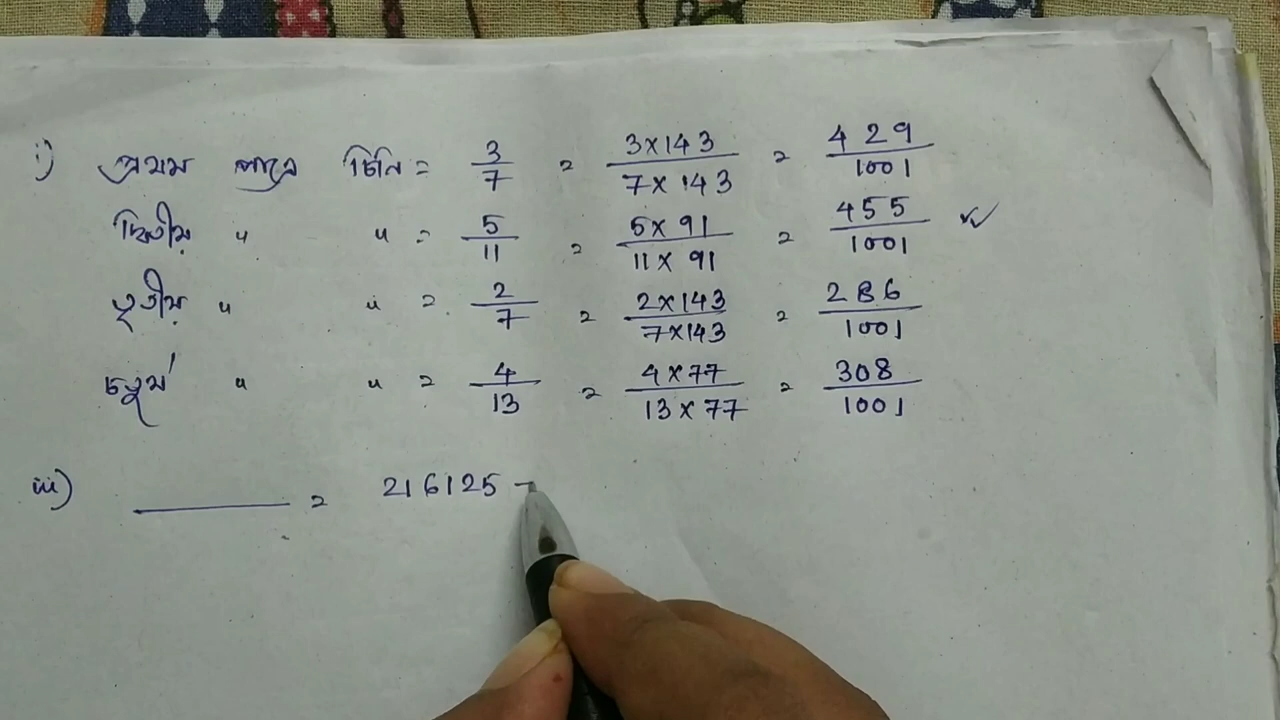 i) প্রথম পাত্রে চিনি = 3/7 = 3×143/7×143 = 429/1001
দ্বিতীয় " " = 5/11 = 5×91/11×91 = 455/1001 ✓
তৃতীয় " " = 2/7 = 2×143/7×143 = 286/1001
চতুর্থ " " = 4/13 = 4×77/13×77 = 308/1001
iii) ______ = 216125 -